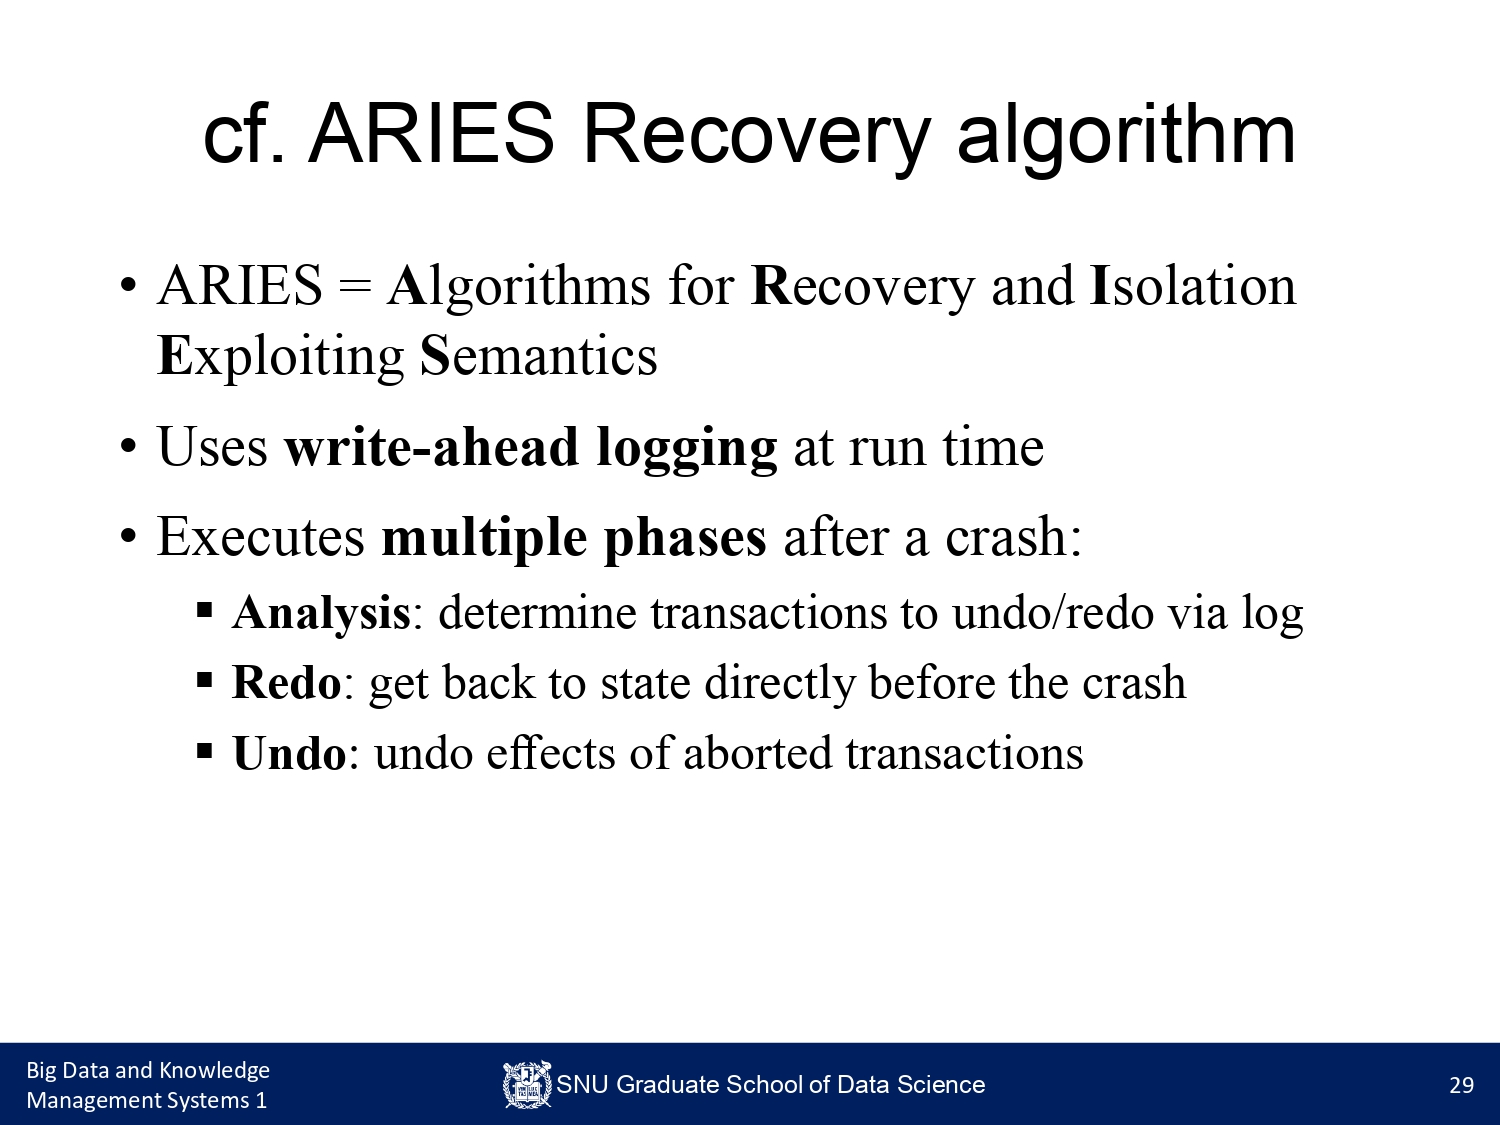 cf. ARIES Recovery algorithm
• ARIES = Algorithms for Recovery and Isolation
Exploiting Semantics
• Uses write-ahead logging at run time
• Executes multiple phases after a crash:
▪ Analysis: determine transactions to undo/redo via log
▪ Redo: get back to state directly before the crash
▪ Undo: undo effects of aborted transactions
Big Data and Knowledge
Management Systems 1
SNU Graduate School of Data Science
29